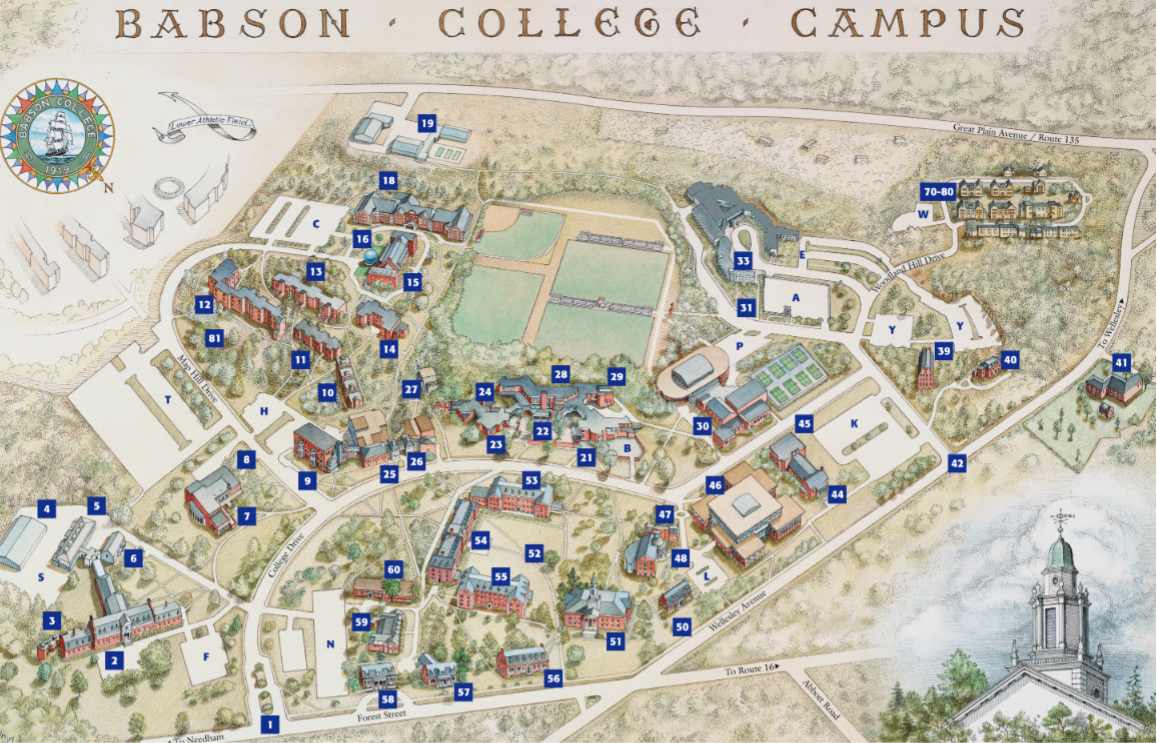 BABSON · COLLEGE · CAMPUS
BABSON COLLEGE
1919
N
Lower Athletic Field
19
Great Plain Avenue / Route 135
18
70-80
W
C
16
33
E
Woodland Hill Drive
13
15
12
31
A
To Wellesley
81
14
P
Y
Y
11
39
40
41
Map Hill Drive
10
27
24
28
29
T
H
23
22
21
B
30
45
K
8
9
25
26
42
4
5
7
53
46
44
47
6
College Drive
54
52
48
S
60
55
L
3
59
50
Wellesley Avenue
2
F
N
51
56
To Route 16
58
57
Abbott Road
1
Forest Street
To Needham